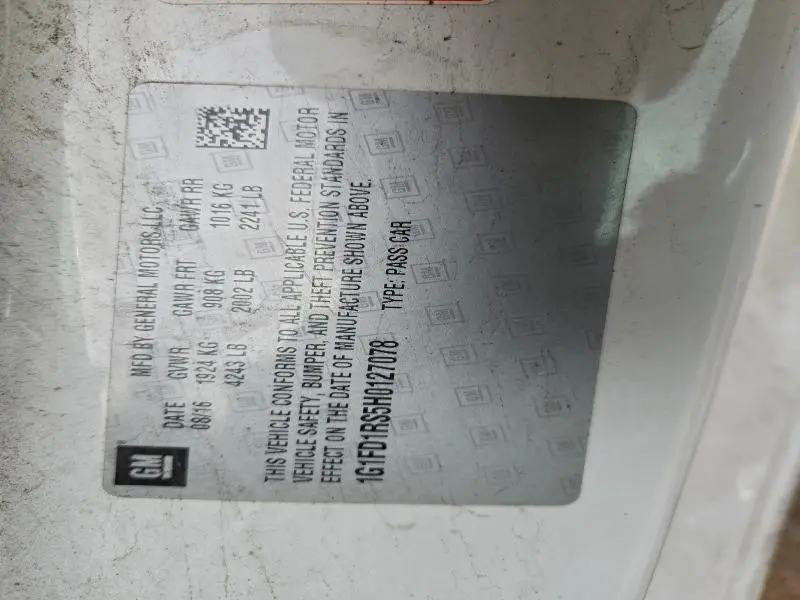 GM
MFD BY GENERAL MOTORS LLC
DATE GVWR GAWR FRT GAWR RR
08/16 1924 KG 908 KG 1016 KG
4243 LB 2002 LB 2241 LB
THIS VEHICLE CONFORMS TO ALL APPLICABLE U.S. FEDERAL MOTOR
VEHICLE SAFETY, BUMPER, AND THEFT PREVENTION STANDARDS IN
EFFECT ON THE DATE OF MANUFACTURE SHOWN ABOVE.
1G1FD1RS5H0127078 TYPE: PASS CAR